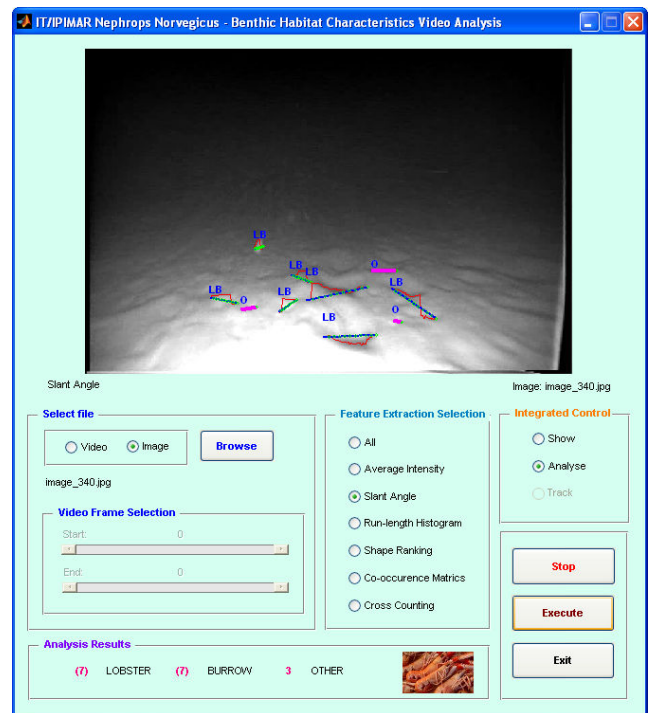 IT/IPIMAR Nephrops Norvegicus - Benthic Habitat Characteristics Video Analysis
LB
LB
LB
O
LB
LB
O
LB
LB
O
Slant Angle
Image: image_340.jpg
Select file
Video
Image
Browse
image_340.jpg
Video Frame Selection
Start:
0
End:
0
Feature Extraction Selection
All
Average Intensity
Slant Angle
Run-length Histogram
Shape Ranking
Co-occurence Matrics
Cross Counting
Integrated Control
Show
Analyse
Track
Stop
Execute
Exit
Analysis Results
(7) LOBSTER (7) BURROW 3 OTHER